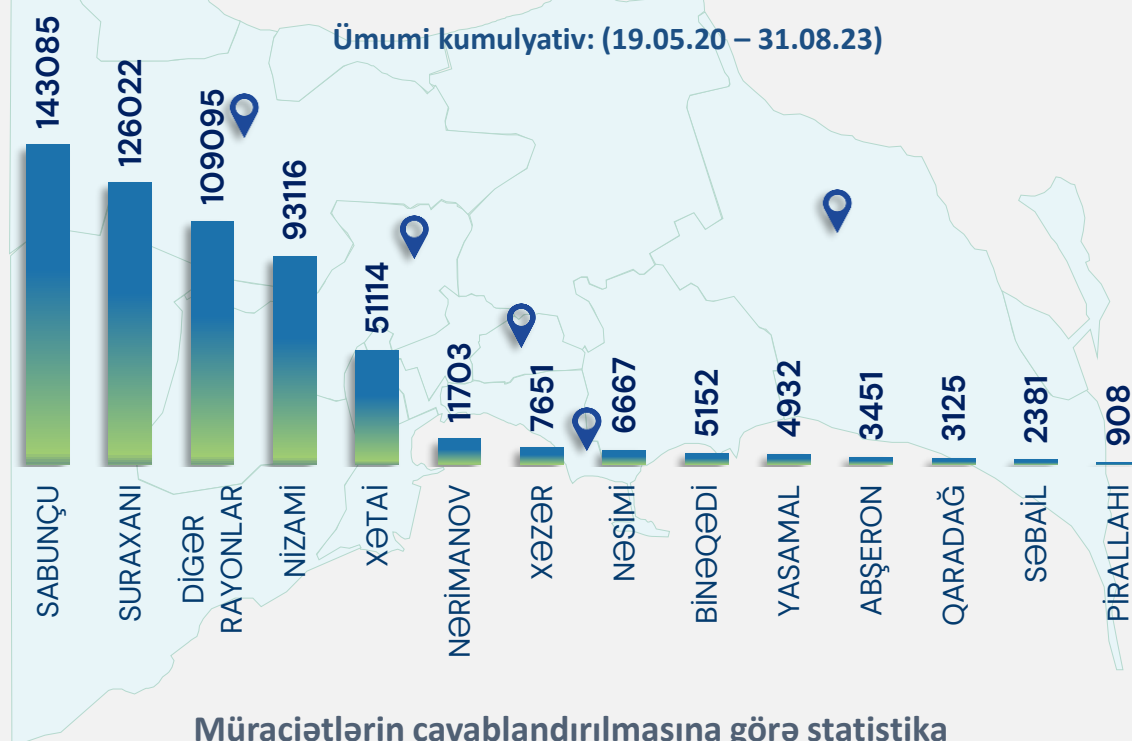 Ümumi kumulyativ: (19.05.20 – 31.08.23)
143085
126022
109095
93116
51114
11703
7651
6667
5152
4932
3451
3125
2381
908
SABUNÇU
SURAXANI
DİGƏR
RAYONLAR
NİZAMİ
XƏTAİ
NƏRİMANOV
XƏZƏR
NƏSİMİ
BİNƏQƏDİ
YASAMAL
ABŞERON
QARADAĞ
SƏBAİL
PİRALLAHI
Müraciətlərin cavablandırılmasına görə statistika